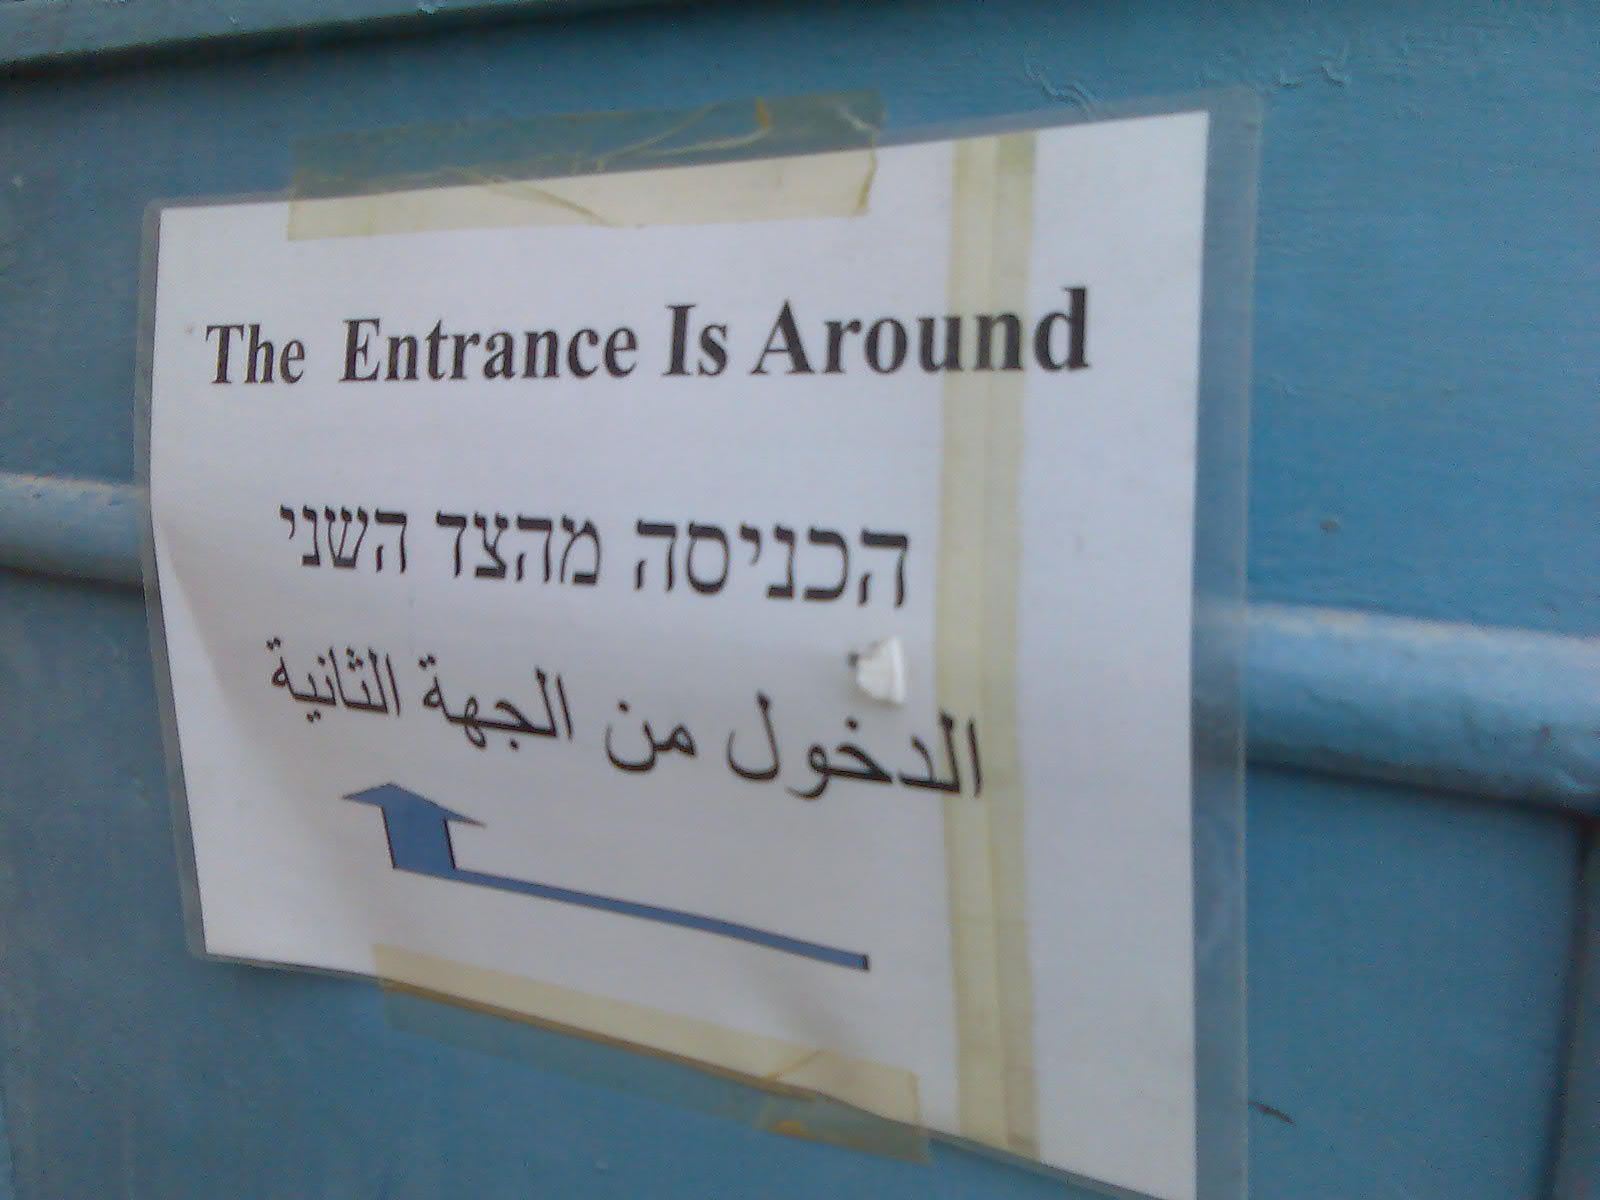 The Entrance Is Around
הכניסה מהצד השני
الدخول من الجهة الثانية